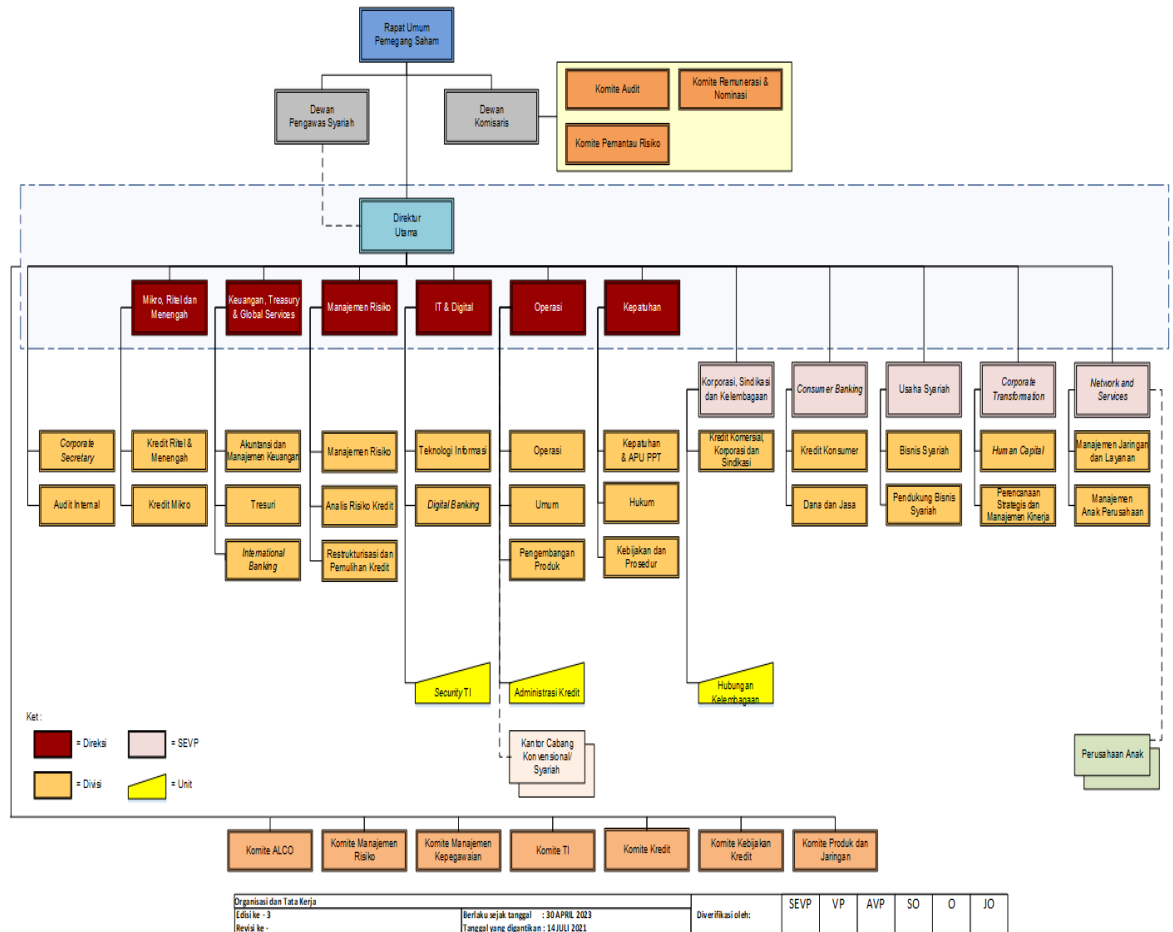 Rapat Umum
Pemegang Saham
Dewan
Pengawas Syariah
Dewan
Komisaris
Komite Audit
Komite Remunerasi &
Nominasi
Komite Pemantau Risiko
Direktur
Utama
Mikro, Ritel dan
Menengah
Keuangan, Treasury
& Global Services
Manajemen Risiko
IT & Digital
Operasi
Kepatuhan
Korporasi, Sindikasi
dan Kelembagaan
Consumer Banking
Usaha Syariah
Corporate
Transformation
Network and
Services
Corporate
Secretary
Kredit Ritel &
Menengah
Akuntansi dan
Manajemen Keuangan
Manajemen Risiko
Teknologi Informasi
Operasi
Kepatuhan
& APU PPT
Kredit Komersial,
Korporasi dan
Sindikasi
Kredit Konsumer
Bisnis Syariah
Human Capital
Manajemen Jaringan
dan Layanan
Audit Internal
Kredit Mikro
Tresuri
Analis Risiko Kredit
Digital Banking
Umum
Hukum
Dana dan Jasa
Pendukung Bisnis
Syariah
Perencanaan
Strategis dan
Manajemen Kinerja
Manajemen
Anak Perusahaan
International
Banking
Restrukturisasi dan
Pemulihan Kredit
Pengembangan
Produk
Kebijakan dan
Prosedur
Security TI
Administrasi Kredit
Hubungan
Kelembagaan
Ket :
= Direksi
= SEVP
= Divisi
= Unit
Kantor Cabang
Konvensional/
Syariah
Perusahaan Anak
Komite ALCO
Komite Manajemen
Risiko
Komite Manajemen
Kepegawaian
Komite TI
Komite Kredit
Komite Kebijakan
Kredit
Komite Produk dan
Jaringan
Organisasi dan Tata Kerja
Edisi ke - 3
Berlaku sejak tanggal : 30 APRIL 2023
Revisi ke -
Tanggal yang digantikan : 14 JULI 2021
Diverifikasi oleh:
SEVP VP AVP SO O JO